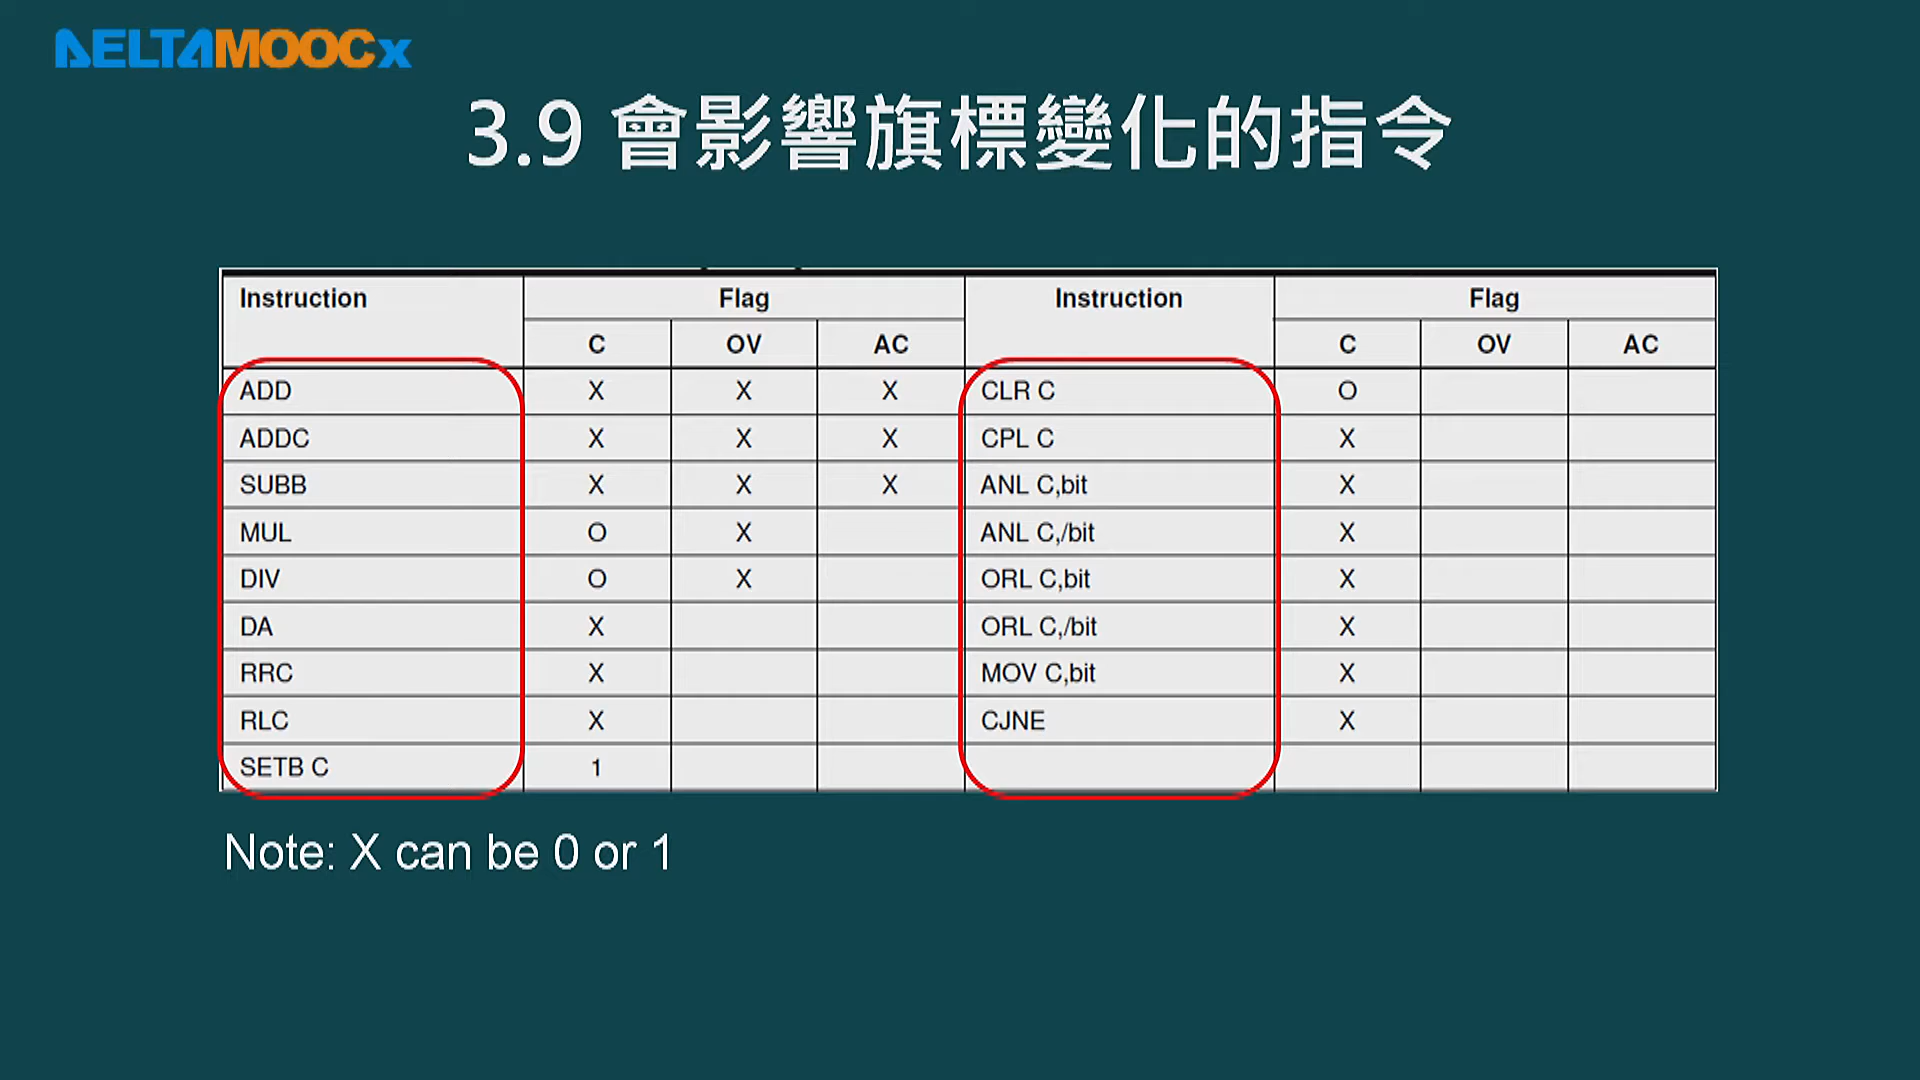 DELTAMOOCx
3.9 會影響旗標變化的指令
Instruction Flag Instruction Flag
C OV AC C OV AC
ADD X X X CLR C O
ADDC X X X CPL C X
SUBB X X X ANL C,bit X
MUL O X ANL C,/bit X
DIV O X ORL C,bit X
DA X ORL C,/bit X
RRC X MOV C,bit X
RLC X CJNE X
SETB C 1
Note: X can be 0 or 1